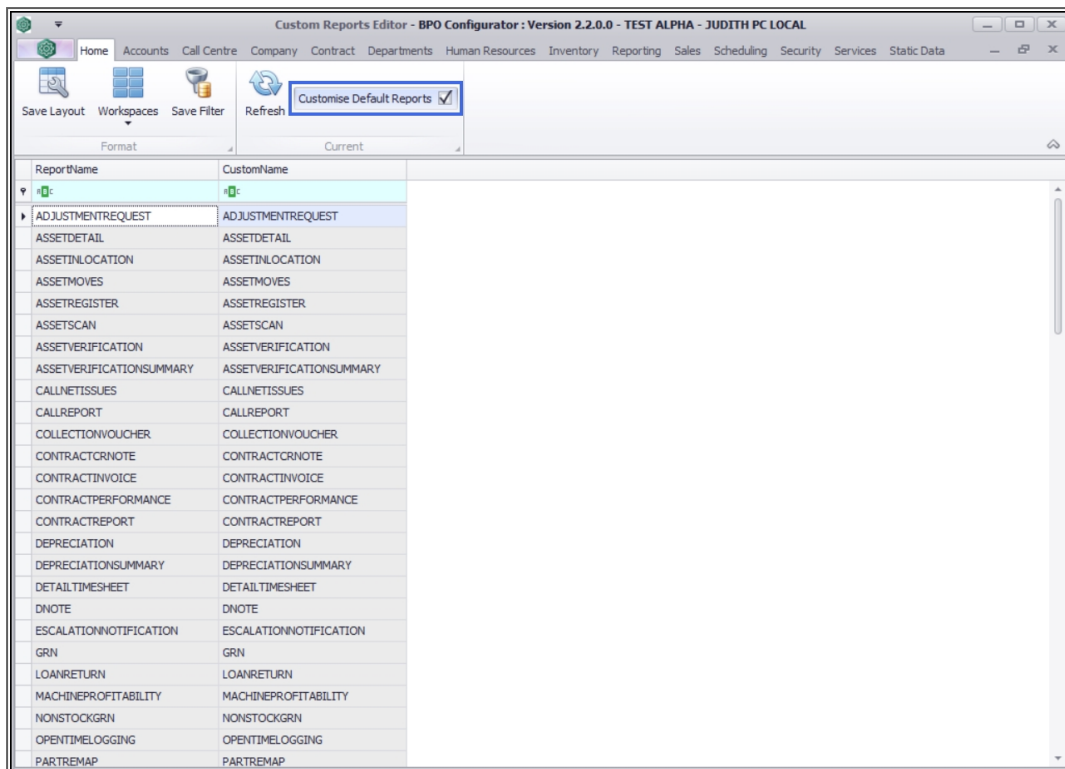 Custom Reports Editor - BPO Configurator : Version 2.2.0.0 - TEST ALPHA - JUDITH PC LOCAL
Home Accounts Call Centre Company Contract Departments Human Resources Inventory Reporting Sales Scheduling Security Services Static Data
Save Layout Workspaces Save Filter Refresh Customise Default Reports
Format Current
ReportName CustomName
ADJUSTMENTREQUEST ADJUSTMENTREQUEST
ASSETDETAIL ASSETDETAIL
ASSETINLOCATION ASSETINLOCATION
ASSETMOVES ASSETMOVES
ASSETREGISTER ASSETREGISTER
ASSETSCAN ASSETSCAN
ASSETVERIFICATION ASSETVERIFICATION
ASSETVERIFICATIONSUMMARY ASSETVERIFICATIONSUMMARY
CALLNETISSUES CALLNETISSUES
CALLREPORT CALLREPORT
COLLECTIONVOUCHER COLLECTIONVOUCHER
CONTRACTCRNOTE CONTRACTCRNOTE
CONTRACTINVOICE CONTRACTINVOICE
CONTRACTPERFORMANCE CONTRACTPERFORMANCE
CONTRACTREPORT CONTRACTREPORT
DEPRECIATION DEPRECIATION
DEPRECIATIONSUMMARY DEPRECIATIONSUMMARY
DETAILTIMESHEET DETAILTIMESHEET
DNOTE DNOTE
ESCALATIONNOTIFICATION ESCALATIONNOTIFICATION
GRN GRN
LOANRETURN LOANRETURN
MACHINEPROFITABILITY MACHINEPROFITABILITY
NONSTOCKGRN NONSTOCKGRN
OPENTIMELOGGING OPENTIMELOGGING
PARTREMAP PARTREMAP